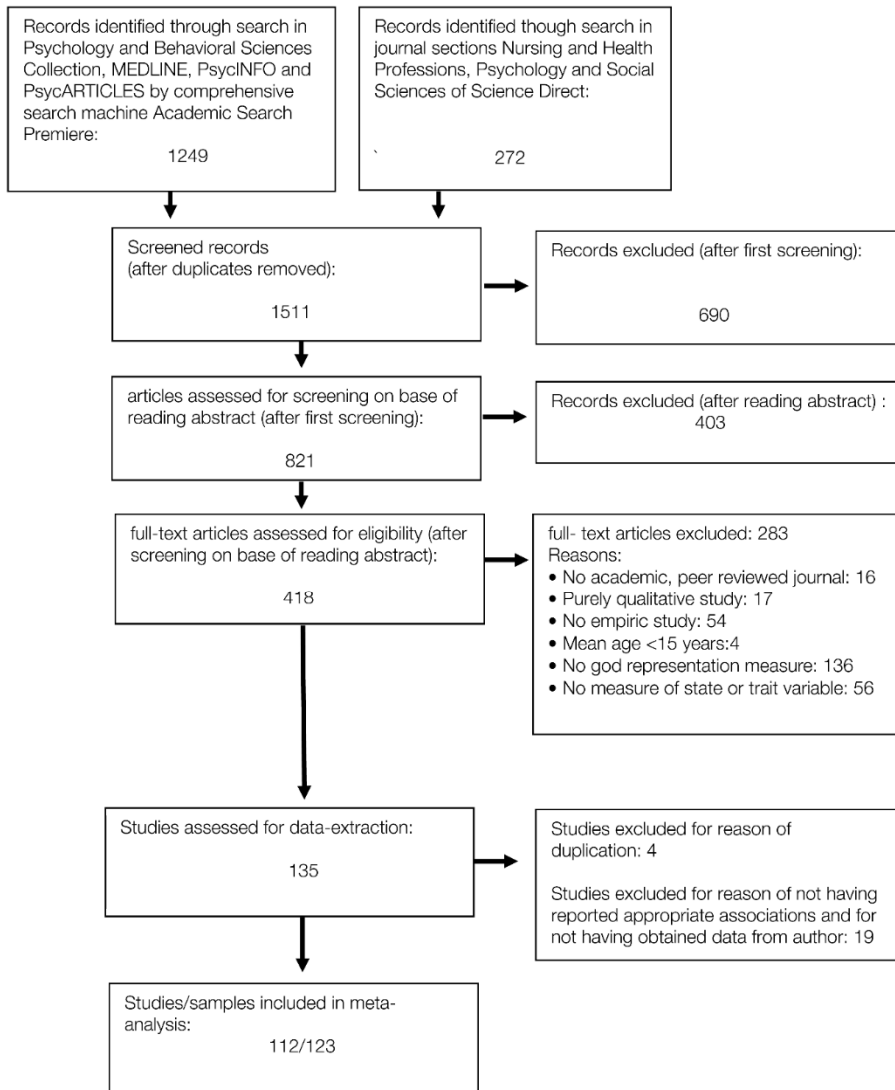 Records identified through search in
Psychology and Behavioral Sciences
Collection, MEDLINE, PsycINFO and
PsycARTICLES by comprehensive
search machine Academic Search
Premiere:
1249
Records identified though search in
journal sections Nursing and Health
Professions, Psychology and Social
Sciences of Science Direct:
` 272
Screened records
(after duplicates removed):
1511
Records excluded (after first screening):
690
articles assessed for screening on base of
reading abstract (after first screening):
821
Records excluded (after reading abstract) :
403
full-text articles assessed for eligibility (after
screening on base of reading abstract):
418
full- text articles excluded: 283
Reasons:
• No academic, peer reviewed journal: 16
• Purely qualitative study: 17
• No empiric study: 54
• Mean age <15 years:4
• No god representation measure: 136
• No measure of state or trait variable: 56
Studies assessed for data-extraction:
135
Studies excluded for reason of
duplication: 4
Studies excluded for reason of not having
reported appropriate associations and for
not having obtained data from author: 19
Studies/samples included in meta-
analysis:
112/123